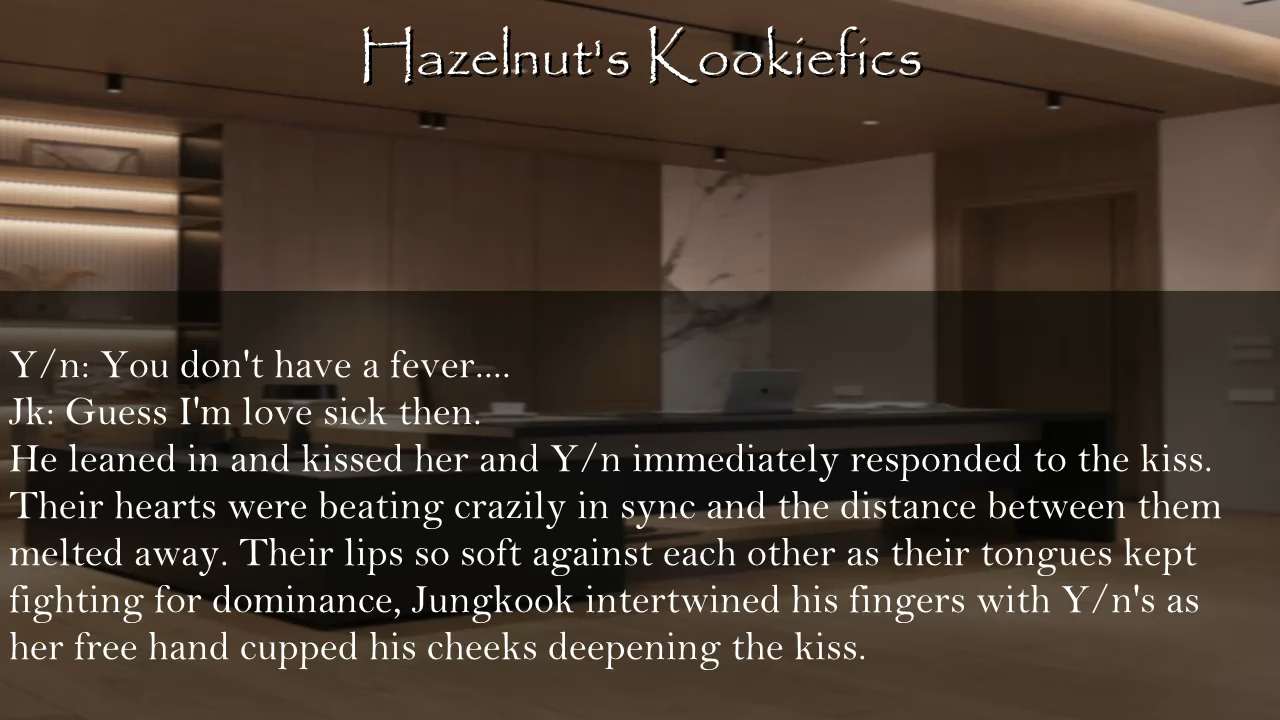 Hazelnut's Kookiefics
Y/n: You don't have a fever....
Jk: Guess I'm love sick then.
He leaned in and kissed her and Y/n immediately responded to the kiss.
Their hearts were beating crazily in sync and the distance between them
melted away. Their lips so soft against each other as their tongues kept
fighting for dominance, Jungkook intertwined his fingers with Y/n's as
her free hand cupped his cheeks deepening the kiss.